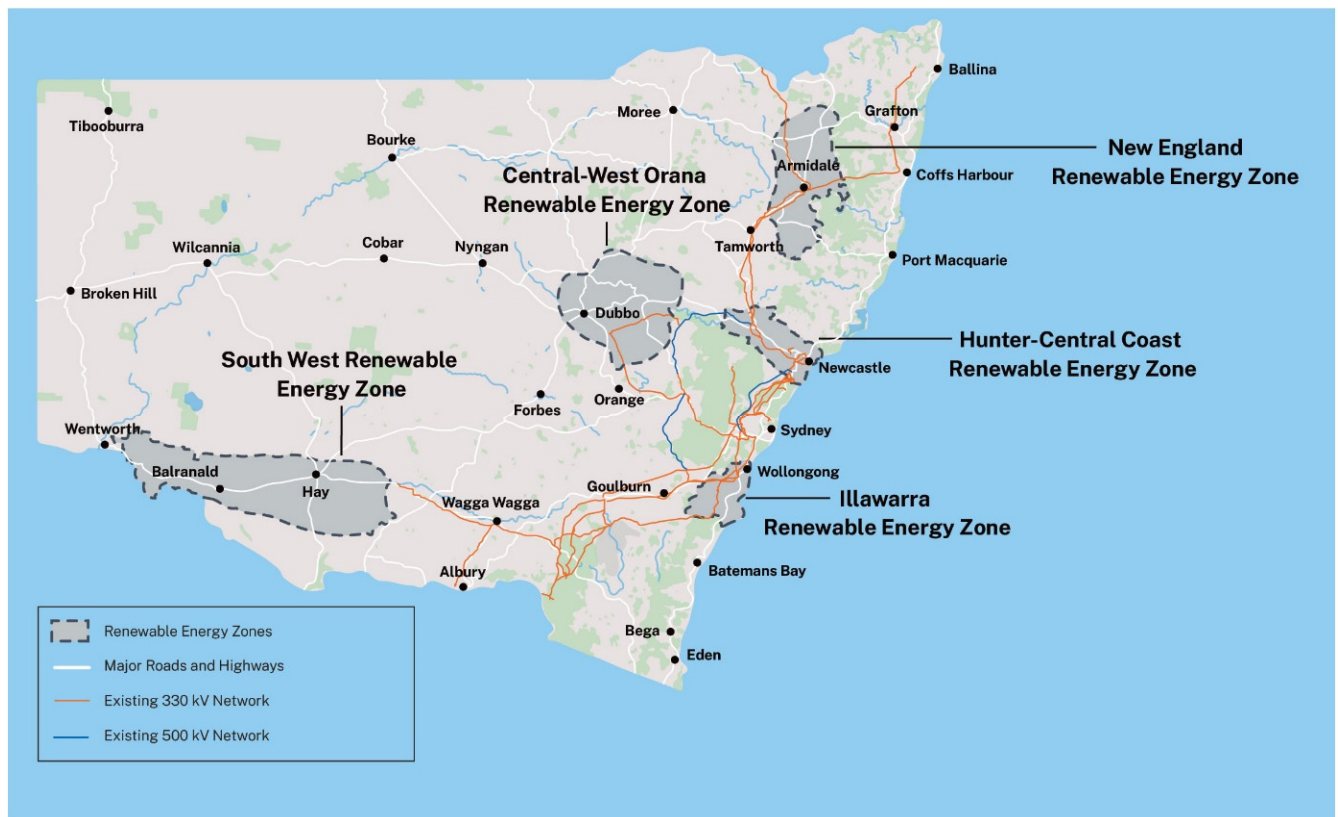 Ballina
Tibooburra
Moree
Grafton
Bourke
New England
Renewable Energy Zone
Armidale
Central-West Orana
Renewable Energy Zone
Coffs Harbour
Wilcannia
Cobar
Nyngan
Tamworth
Port Macquarie
Broken Hill
Dubbo
Hunter-Central Coast
Renewable Energy Zone
South West Renewable
Energy Zone
Newcastle
Orange
Forbes
Wentworth
Sydney
Balranald
Hay
Wollongong
Goulburn
Wagga Wagga
Illawarra
Renewable Energy Zone
Albury
Batemans Bay
Bega
Eden
Renewable Energy Zones
Major Roads and Highways
Existing 330 kV Network
Existing 500 kV Network